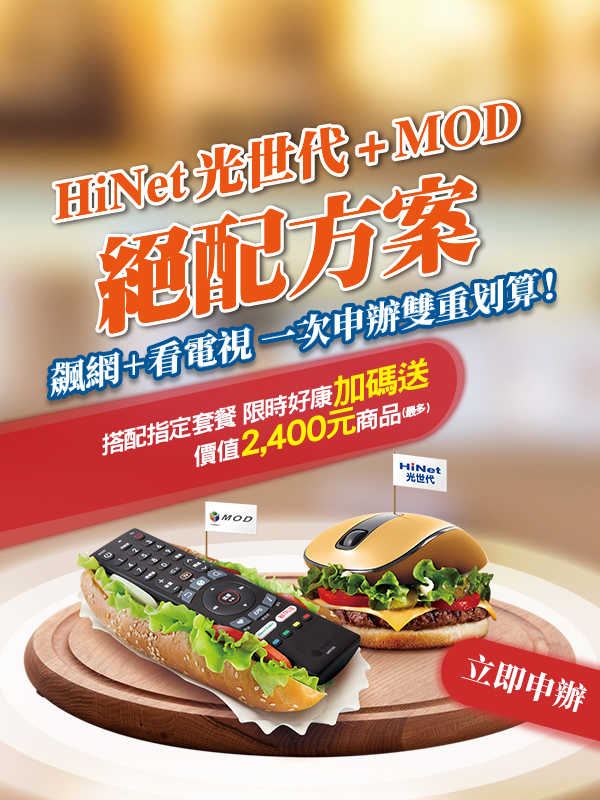 HiNet 光世代 + MOD
絕配方案
飆網+看電視 一次申辦雙重划算!
搭配指定套餐 限時好康加碼送
價值2,400元商品(最多)
HiNet
光世代
MOD
立即申辦